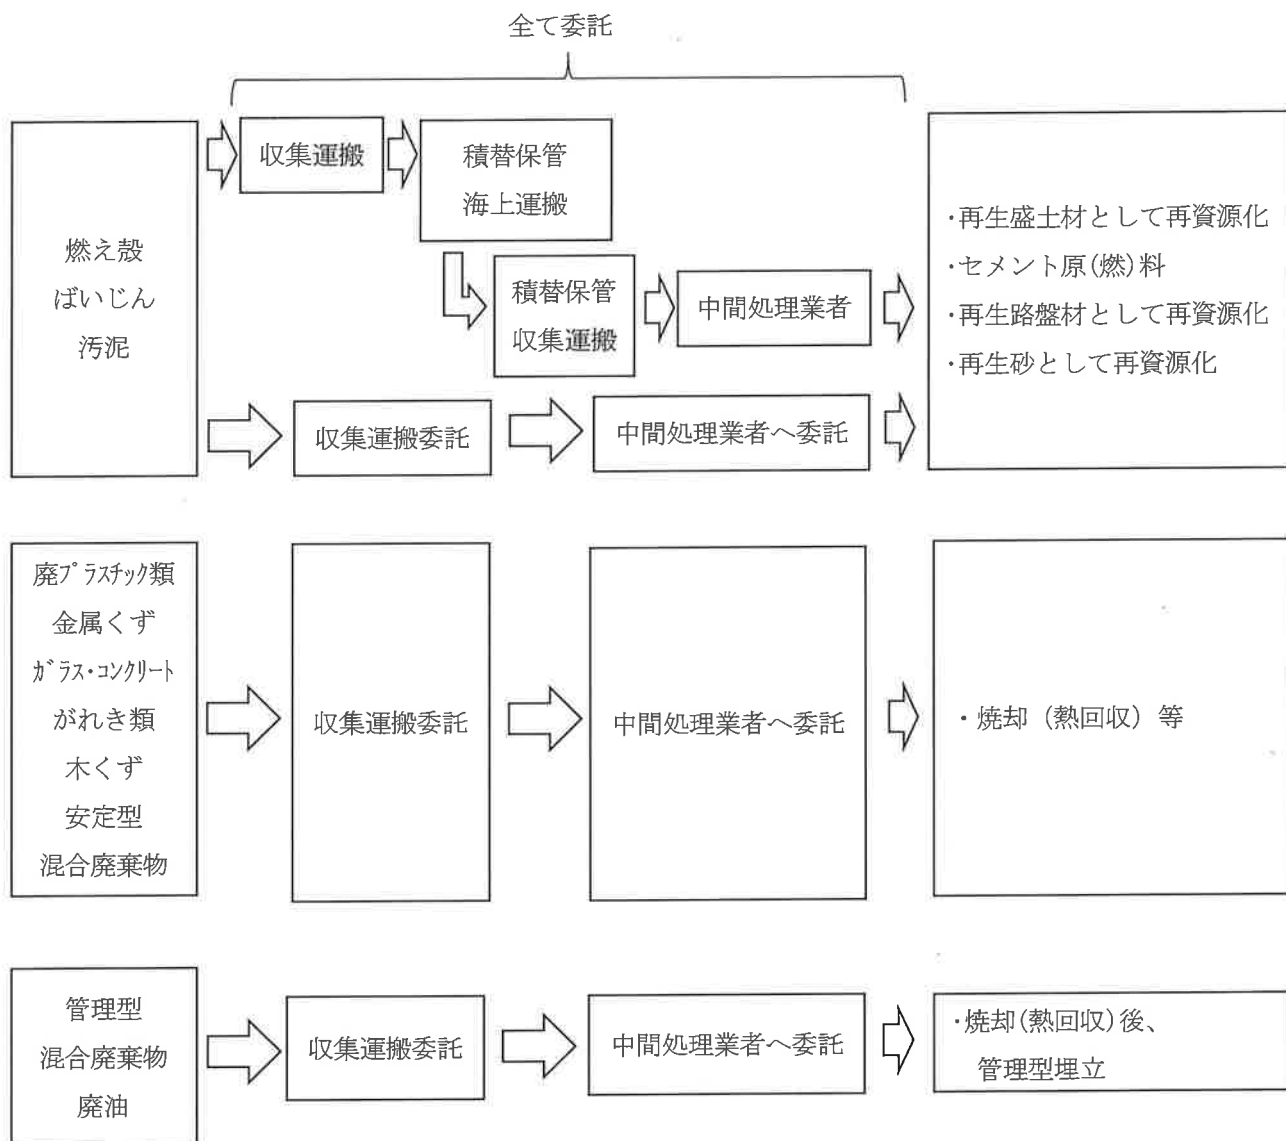 全て委託
燃え殻
ばいじん
汚泥
収集運搬
積替保管
海上運搬
積替保管
収集運搬
中間処理業者
収集運搬委託
中間処理業者へ委託
・再生盛土材として再資源化
・セメント原(燃)料
・再生路盤材として再資源化
・再生砂として再資源化
廃ﾌﾟﾗｽﾁｯｸ類
金属くず
ｶﾞﾗｽ・ｺﾝｸﾘｰﾄ
がれき類
木くず
安定型
混合廃棄物
収集運搬委託
中間処理業者へ委託
・焼却（熱回収）等
管理型
混合廃棄物
廃油
収集運搬委託
中間処理業者へ委託
・焼却(熱回収)後、
管理型埋立